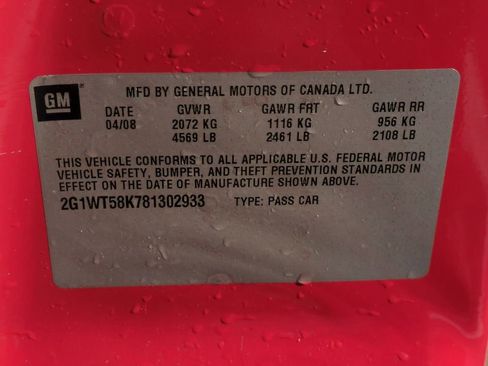 GM
MFD BY GENERAL MOTORS OF CANADA LTD.
DATE GVWR GAWR FRT GAWR RR
04/08 2072 KG 1116 KG 956 KG
4569 LB 2461 LB 2108 LB
THIS VEHICLE CONFORMS TO ALL APPLICABLE U.S. FEDERAL MOTOR
VEHICLE SAFETY, BUMPER, AND THEFT PREVENTION STANDARDS IN
EFFECT ON THE DATE OF MANUFACTURE SHOWN ABOVE.
2G1WT58K781302933 TYPE: PASS CAR